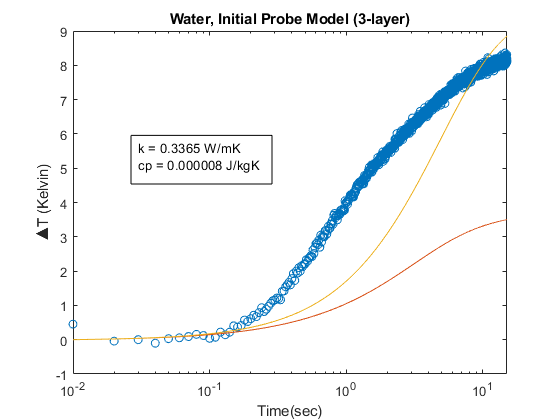 Water, Initial Probe Model (3-layer)
9
8
7
6
5
4
3
2
1
0
-1
▲T (Kelvin)
k = 0.3365 W/mK
cp = 0.000008 J/kgK
10^-2 10^-1 10^0 10^1
Time(sec)